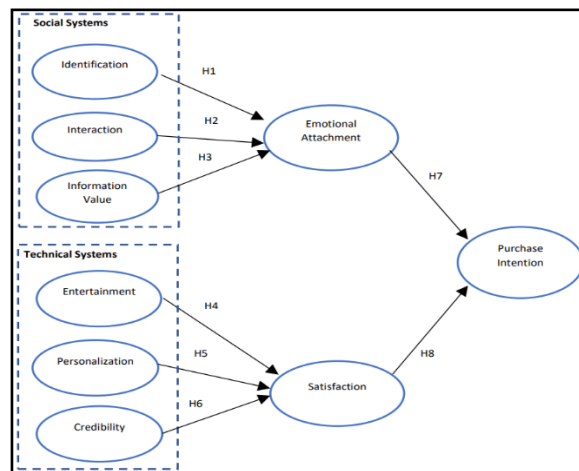 Social Systems
Identification
H1
Interaction
H2
Emotional
Attachment
H3
Information
Value
H7
Purchase
Intention
Technical Systems
Entertainment
H4
Personalization
H5
Satisfaction
H8
H6
Credibility